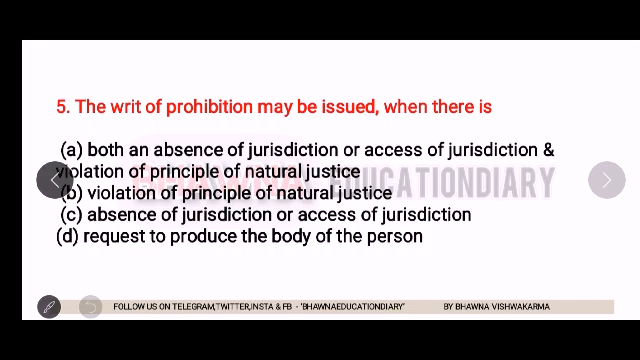 5. The writ of prohibition may be issued, when there is
(a) both an absence of jurisdiction or access of jurisdiction &
violation of principle of natural justice
(b) violation of principle of natural justice
(c) absence of jurisdiction or access of jurisdiction
(d) request to produce the body of the person
BHAWNA EDUCATIONDIARY
FOLLOW US ON TELEGRAM,TWITTER,INSTA & FB - 'BHAWNAEDUCATIONDIARY' BY BHAWNA VISHWAKARMA